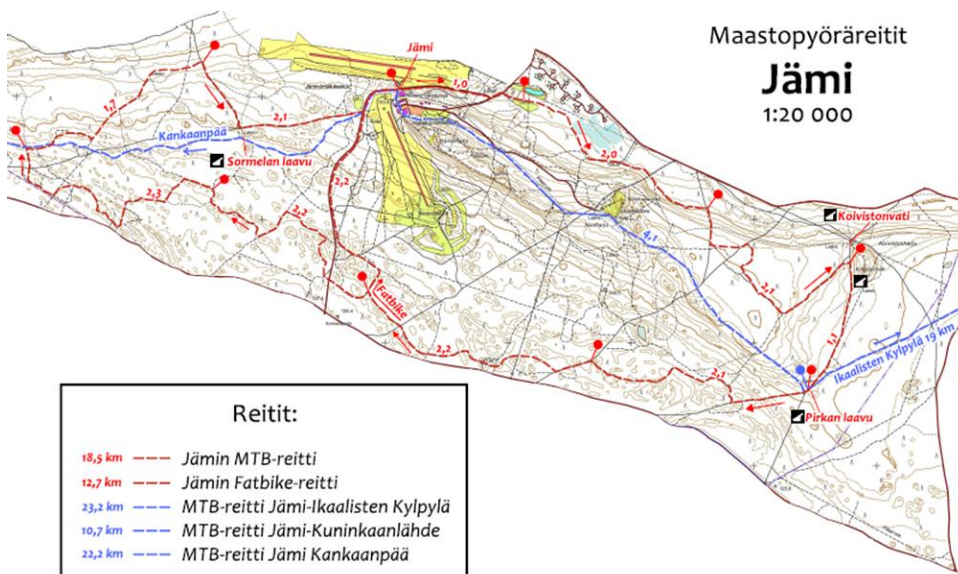 Maastopyöräreitit
Jämi
1:20 000
Jämi
1,0
1,7
2,1
Kankaanpää
Sormelan laavu
2,0
2,2
2,3
2,2
4,1
Koivistonvati
Fatbike
2,1
1,1
Ikaalisten Kylpylä 19 km
2,2
2,1
Pirkan laavu
Reitit:
18,5 km Jämin MTB-reitti
12,7 km Jämin Fatbike-reitti
23,2 km MTB-reitti Jämi-Ikaalisten Kylpylä
10,7 km MTB-reitti Jämi-Kuninkaanlähde
22,2 km MTB-reitti Jämi Kankaanpää